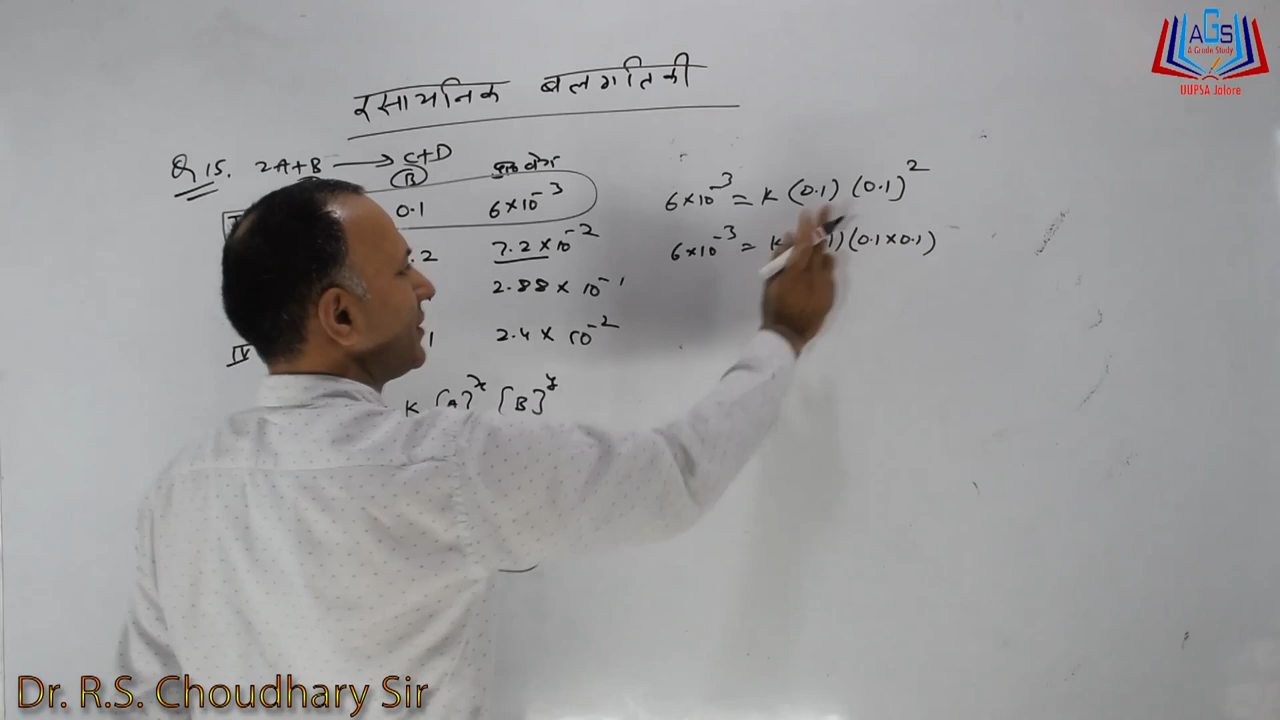 AGS
A Grade Study
UUPSA Jalore
रसायनिक बलगतिकी
Q 15. 2A+B → C+D
(B)
0.1 6×10⁻³
.2 7.2×10⁻²
2.88×10⁻¹
IV 1 2.4×10⁻²
K [A]ˣ [B]ʸ
6×10⁻³ = K (0.1) (0.1)²
6×10⁻³ = K 1) (0.1×0.1)
Dr. R.S. Choudhary Sir